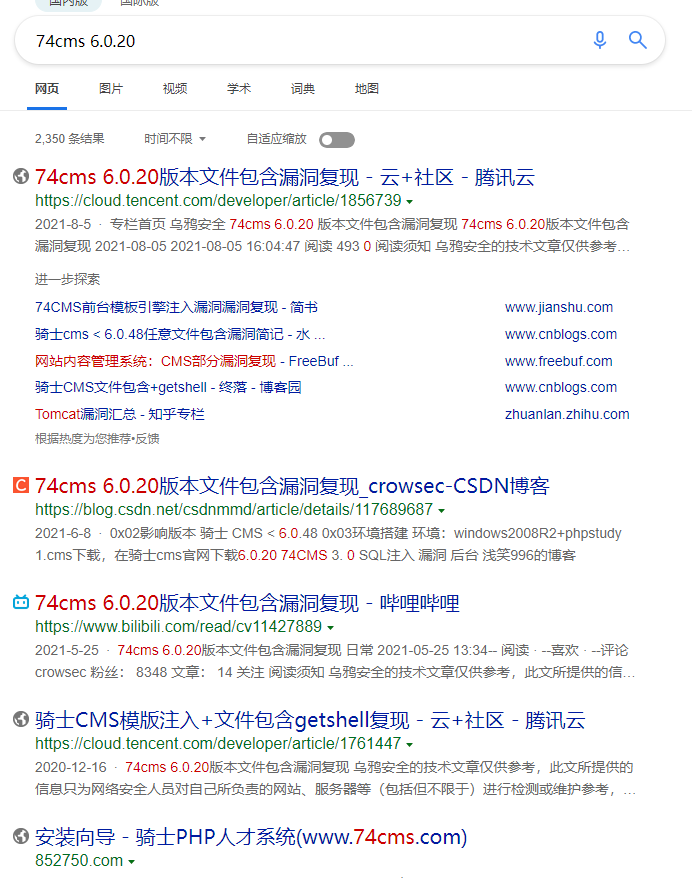 国内版 国际版
74cms 6.0.20
网页 图片 视频 学术 词典 地图
2,350 条结果 时间不限 自适应缩放
74cms 6.0.20版本文件包含漏洞复现 - 云+社区 - 腾讯云
https://cloud.tencent.com/developer/article/1856739
2021-8-5 · 专栏首页 乌鸦安全 74cms 6.0.20 版本文件包含漏洞复现 74cms 6.0.20版本文件包含
漏洞复现 2021-08-05 2021-08-05 16:04:47 阅读 493 0 阅读须知 乌鸦安全的技术文章仅供参考…
进一步探索
74CMS前台模板引擎注入漏洞漏洞复现 - 简书 www.jianshu.com
骑士cms < 6.0.48任意文件包含漏洞简记 - 水 ... www.cnblogs.com
网站内容管理系统：CMS部分漏洞复现 - FreeBuf ... www.freebuf.com
骑士CMS文件包含+getshell - 终落 - 博客园 www.cnblogs.com
Tomcat漏洞汇总 - 知乎专栏 zhuanlan.zhihu.com
根据热度为您推荐•反馈
74cms 6.0.20版本文件包含漏洞复现_crowsec-CSDN博客
https://blog.csdn.net/csdnmmd/article/details/117689687
2021-6-8 · 0x02影响版本 骑士 CMS < 6.0.48 0x03环境搭建 环境：windows2008R2+phpstudy
1.cms下载，在骑士cms官网下载6.0.20 74CMS 3. 0 SQL注入 漏洞 后台 浅笑996的博客
74cms 6.0.20版本文件包含漏洞复现 - 哔哩哔哩
https://www.bilibili.com/read/cv11427889
2021-5-25 · 74cms 6.0.20版本文件包含漏洞复现 日常 2021-05-25 13:34-- 阅读 · --喜欢 · --评论
crowsec 粉丝： 8348 文章： 14 关注 阅读须知 乌鸦安全的技术文章仅供参考，此文所提供的信…
骑士CMS模版注入+文件包含getshell复现 - 云+社区 - 腾讯云
https://cloud.tencent.com/developer/article/1761447
2020-12-16 · 74cms 6.0.20版本文件包含漏洞复现 乌鸦安全的技术文章仅供参考，此文所提供的
信息只为网络安全人员对自己所负责的网站、服务器等（包括但不限于）进行检测或维护参考，…
安装向导 - 骑士PHP人才系统(www.74cms.com)
852750.com